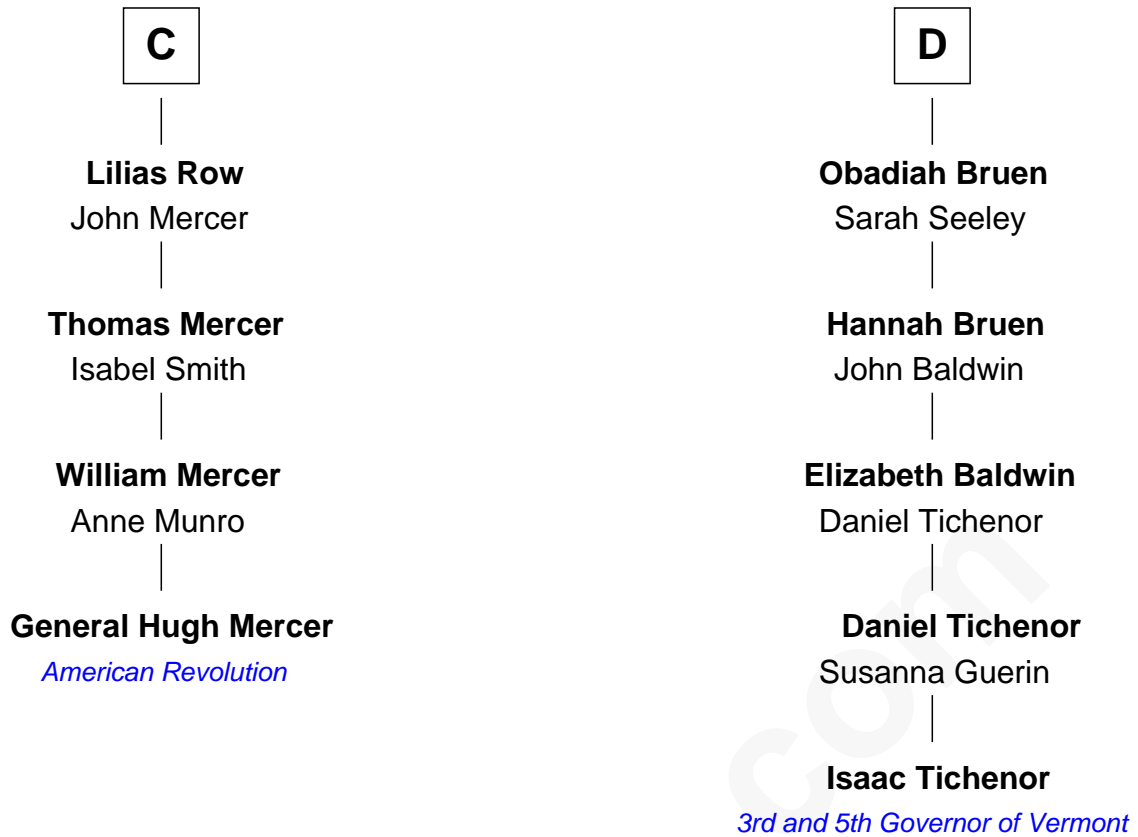 C
Lilias Row
John Mercer
Thomas Mercer
Isabel Smith
William Mercer
Anne Munro
General Hugh Mercer
American Revolution
D
Obadiah Bruen
Sarah Seeley
Hannah Bruen
John Baldwin
Elizabeth Baldwin
Daniel Tichenor
Daniel Tichenor
Susanna Guerin
Isaac Tichenor
3rd and 5th Governor of Vermont
com